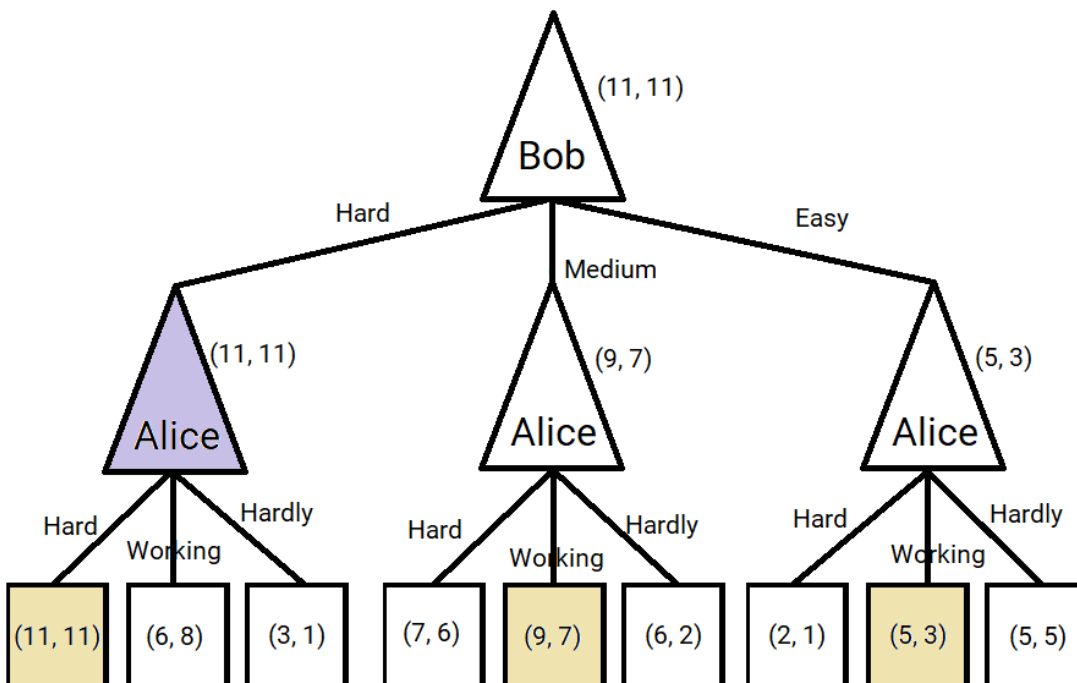 (11, 11)
Bob
Hard
Easy
Medium
(11, 11)
(9, 7)
(5, 3)
Alice
Alice
Alice
Hard
Working
Hardly
Hard
Working
Hardly
Hard
Working
Hardly
(11, 11)
(6, 8)
(3, 1)
(7, 6)
(9, 7)
(6, 2)
(2, 1)
(5, 3)
(5, 5)